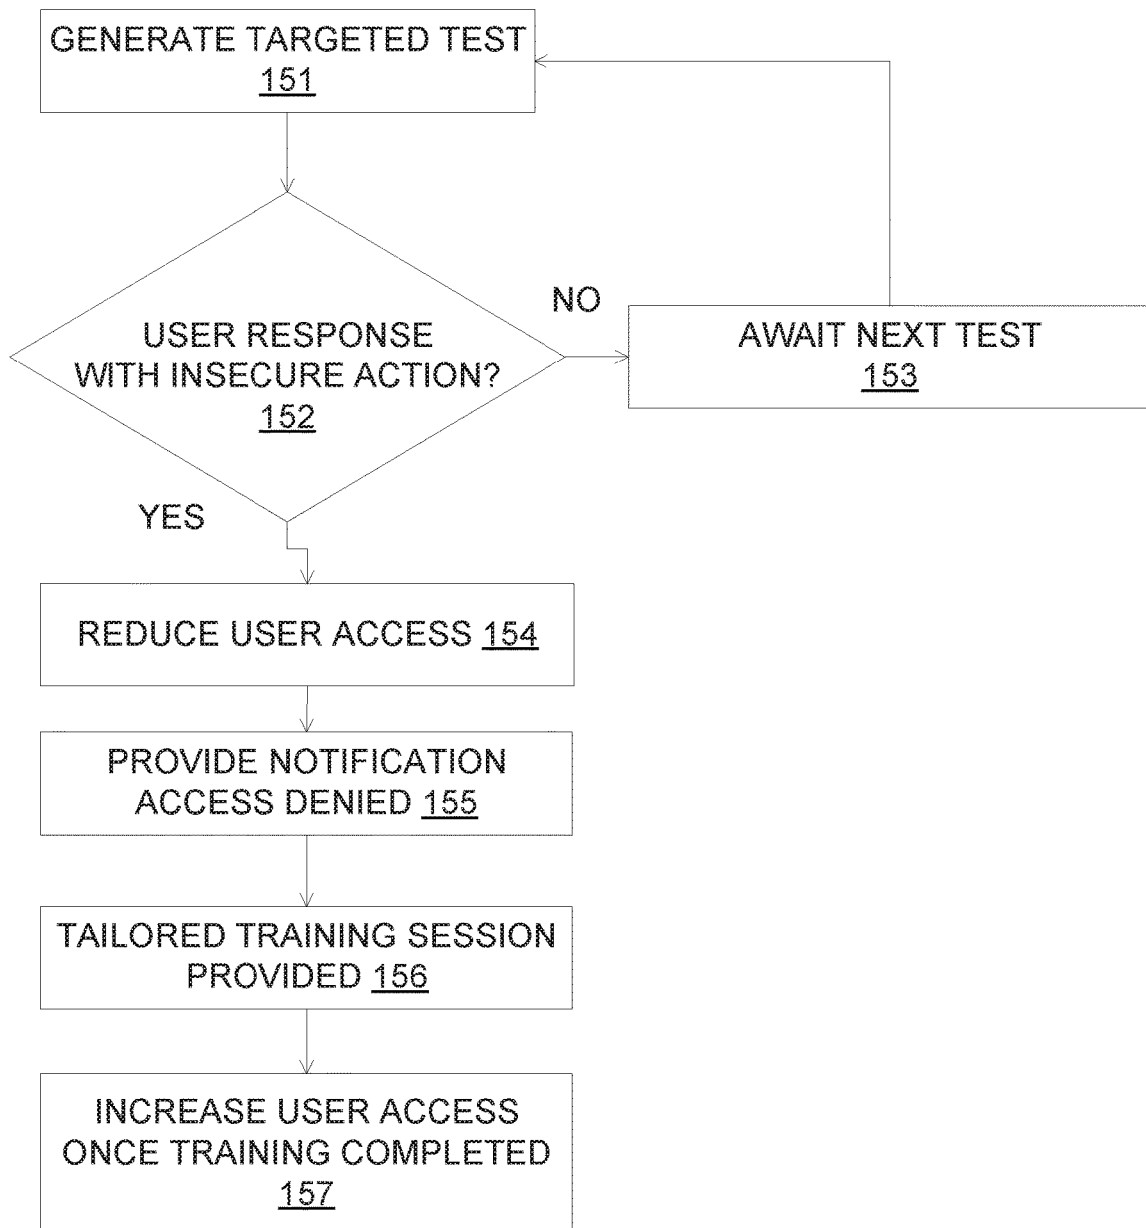 GENERATE TARGETED TEST
151
USER RESPONSE
WITH INSECURE ACTION?
152
NO
AWAIT NEXT TEST
153
YES
REDUCE USER ACCESS 154
PROVIDE NOTIFICATION
ACCESS DENIED 155
TAILORED TRAINING SESSION
PROVIDED 156
INCREASE USER ACCESS
ONCE TRAINING COMPLETED
157